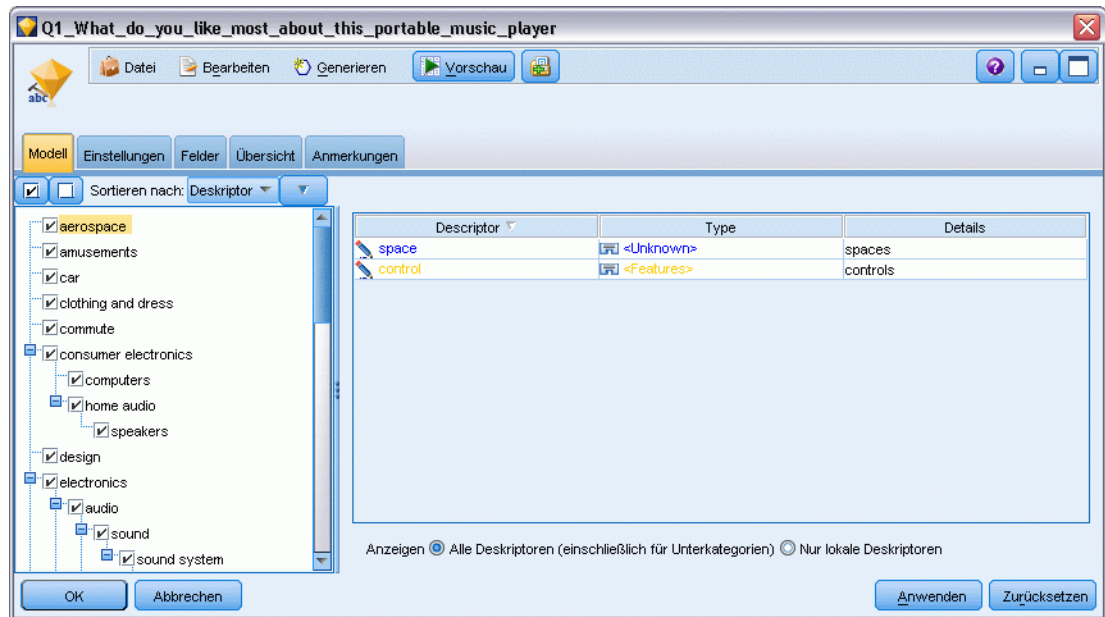 Q1_What_do_you_like_most_about_this_portable_music_player
Datei Bearbeiten Generieren Vorschau
abc
Modell Einstellungen Felder Übersicht Anmerkungen
Sortieren nach: Deskriptor
aerospace
amusements
car
clothing and dress
commute
consumer electronics
computers
home audio
speakers
design
electronics
audio
sound
sound system
Descriptor Type Details
space <Unknown> spaces
control <Features> controls
Anzeigen Alle Deskriptoren (einschließlich für Unterkategorien) Nur lokale Deskriptoren
OK Abbrechen Anwenden Zurücksetzen